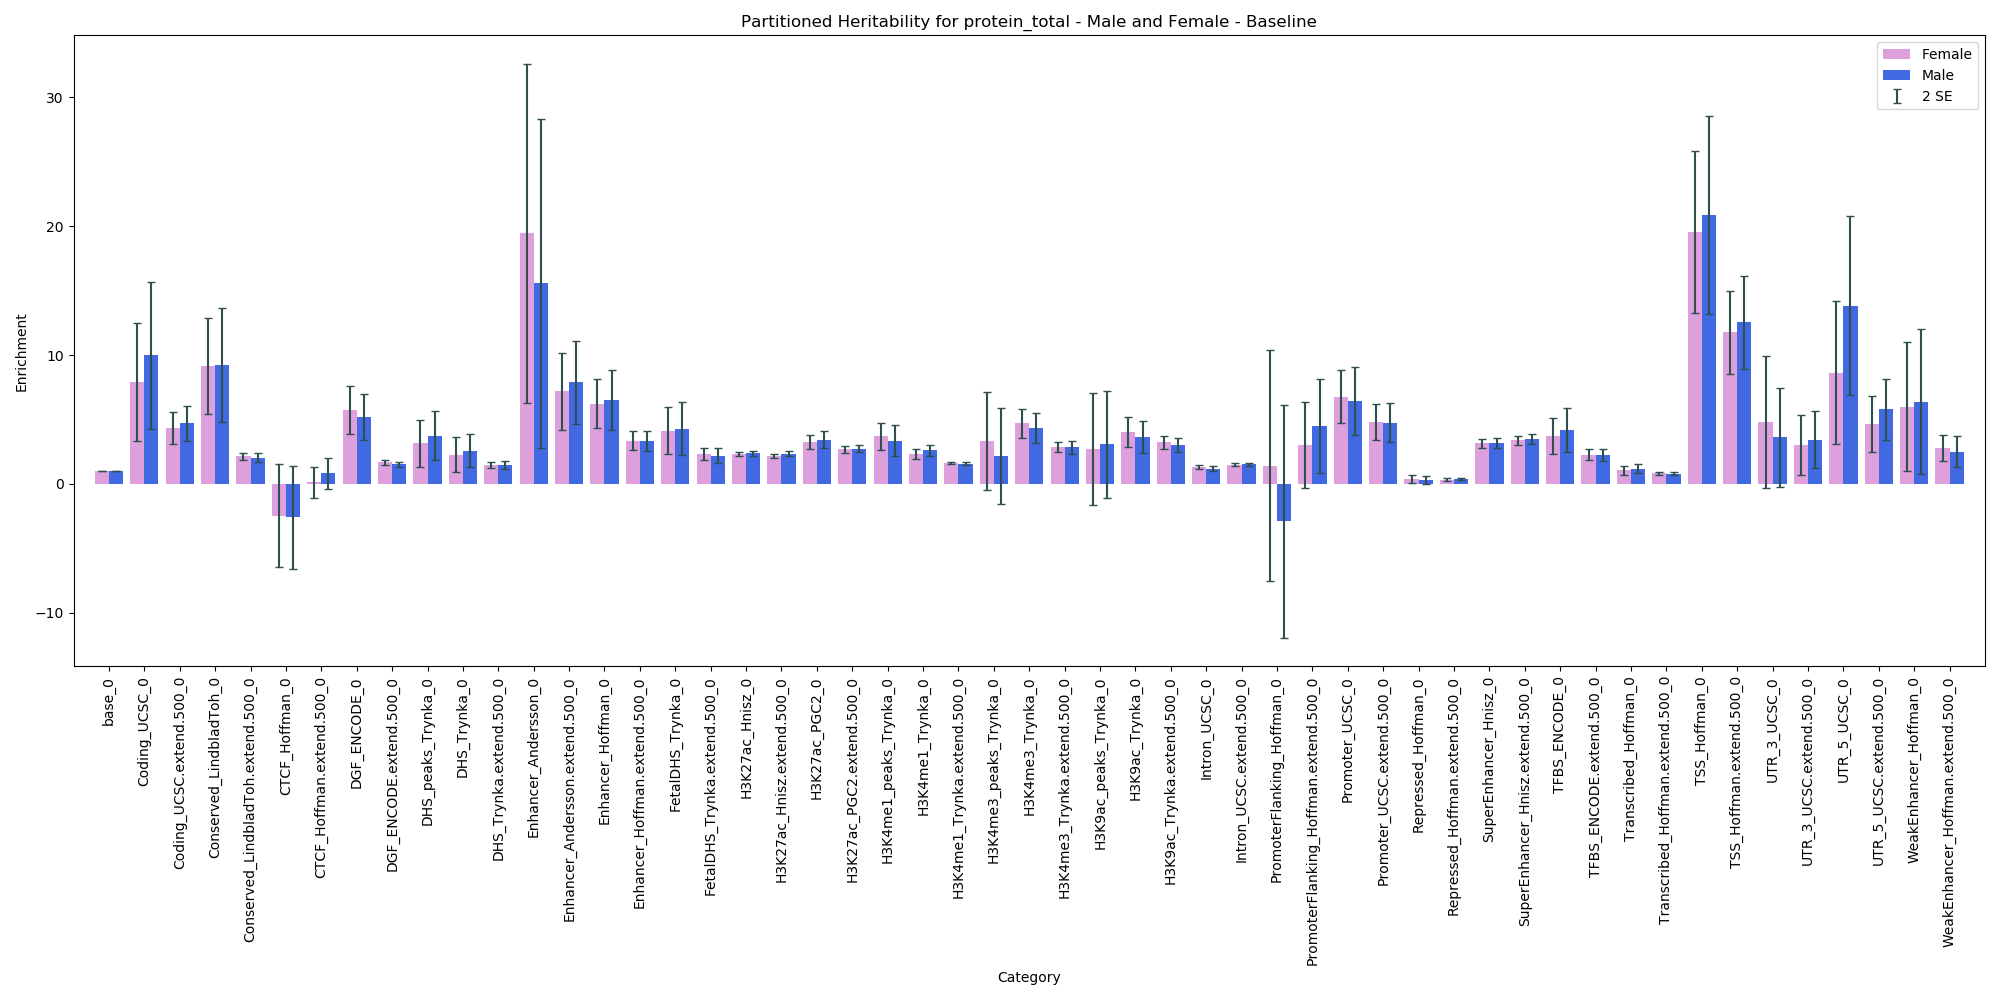 Partitioned Heritability for protein_total - Male and Female - Baseline
Female
Male
2 SE
Enrichment
30
20
10
0
−10
base_0
Coding_UCSC_0
Coding_UCSC.extend.500_0
Conserved_LindbladToh_0
Conserved_LindbladToh.extend.500_0
CTCF_Hoffman_0
CTCF_Hoffman.extend.500_0
DGF_ENCODE_0
DGF_ENCODE.extend.500_0
DHS_peaks_Trynka_0
DHS_Trynka_0
DHS_Trynka.extend.500_0
Enhancer_Andersson_0
Enhancer_Andersson.extend.500_0
Enhancer_Hoffman_0
Enhancer_Hoffman.extend.500_0
FetalDHS_Trynka_0
FetalDHS_Trynka.extend.500_0
H3K27ac_Hnisz_0
H3K27ac_Hnisz.extend.500_0
H3K27ac_PGC2_0
H3K27ac_PGC2.extend.500_0
H3K4me1_peaks_Trynka_0
H3K4me1_Trynka_0
H3K4me1_Trynka.extend.500_0
H3K4me3_peaks_Trynka_0
H3K4me3_Trynka_0
H3K4me3_Trynka.extend.500_0
H3K9ac_peaks_Trynka_0
H3K9ac_Trynka_0
H3K9ac_Trynka.extend.500_0
Intron_UCSC_0
Intron_UCSC.extend.500_0
PromoterFlanking_Hoffman_0
PromoterFlanking_Hoffman.extend.500_0
Promoter_UCSC_0
Promoter_UCSC.extend.500_0
Repressed_Hoffman_0
Repressed_Hoffman.extend.500_0
SuperEnhancer_Hnisz_0
SuperEnhancer_Hnisz.extend.500_0
TFBS_ENCODE_0
TFBS_ENCODE.extend.500_0
Transcribed_Hoffman_0
Transcribed_Hoffman.extend.500_0
TSS_Hoffman_0
TSS_Hoffman.extend.500_0
UTR_3_UCSC_0
UTR_3_UCSC.extend.500_0
UTR_5_UCSC_0
UTR_5_UCSC.extend.500_0
WeakEnhancer_Hoffman_0
WeakEnhancer_Hoffman.extend.500_0
Category